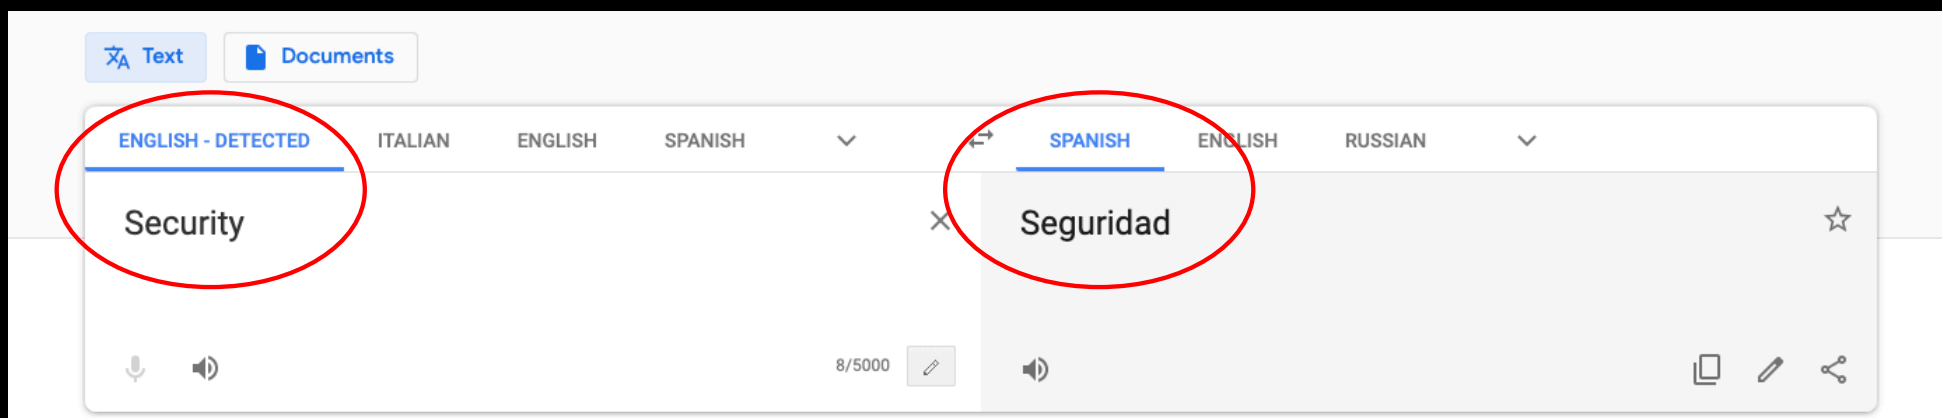 Text Documents
ENGLISH - DETECTED ITALIAN ENGLISH SPANISH SPANISH ENGLISH RUSSIAN
Security Seguridad
8/5000